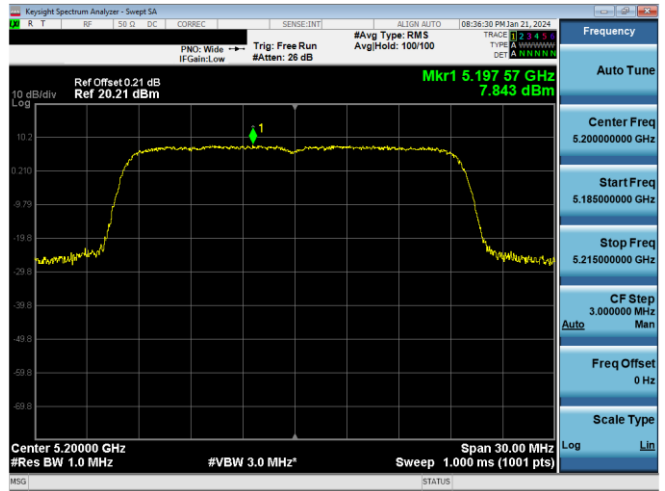 Keysight Spectrum Analyzer - Swept SA
R T RF 50 Ω DC CORREC SENSE:INT ALIGN AUTO 08:36:30 PM Jan 21, 2024
PNO: Wide
IFGain:Low
Trig: Free Run
#Atten: 26 dB
#Avg Type: RMS
Avg|Hold: 100/100
TRACE 1 2 3 4 5 6
TYPE A WWWWW
DET A N N N N N
Ref Offset 0.21 dB
10 dB/div Ref 20.21 dBm
Log
Mkr1 5.197 57 GHz
7.843 dBm
1
10.2
0.210
-9.79
-19.8
-29.8
-39.8
-49.8
-59.8
-69.8
Center 5.20000 GHz Span 30.00 MHz
#Res BW 1.0 MHz #VBW 3.0 MHz* Sweep 1.000 ms (1001 pts)
MSG STATUS
Frequency
Auto Tune
Center Freq
5.200000000 GHz
Start Freq
5.185000000 GHz
Stop Freq
5.215000000 GHz
CF Step
3.000000 MHz
Auto Man
Freq Offset
0 Hz
Scale Type
Log Lin